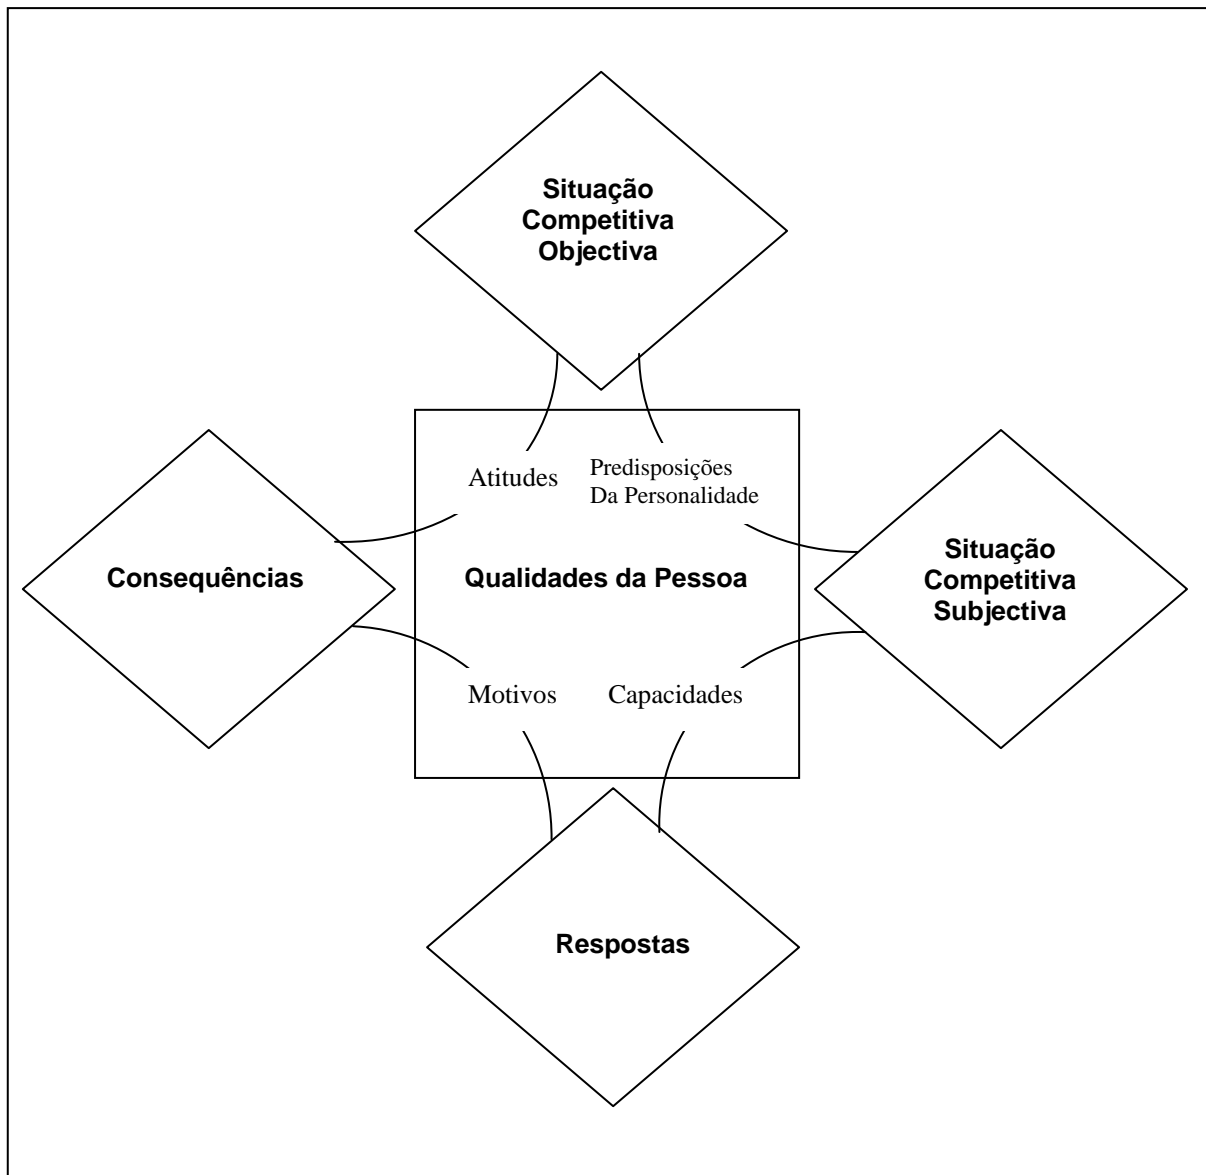 Situação
Competitiva
Objectiva
Atitudes
Predisposições
Da Personalidade
Consequências
Qualidades da Pessoa
Situação
Competitiva
Subjectiva
Motivos
Capacidades
Respostas